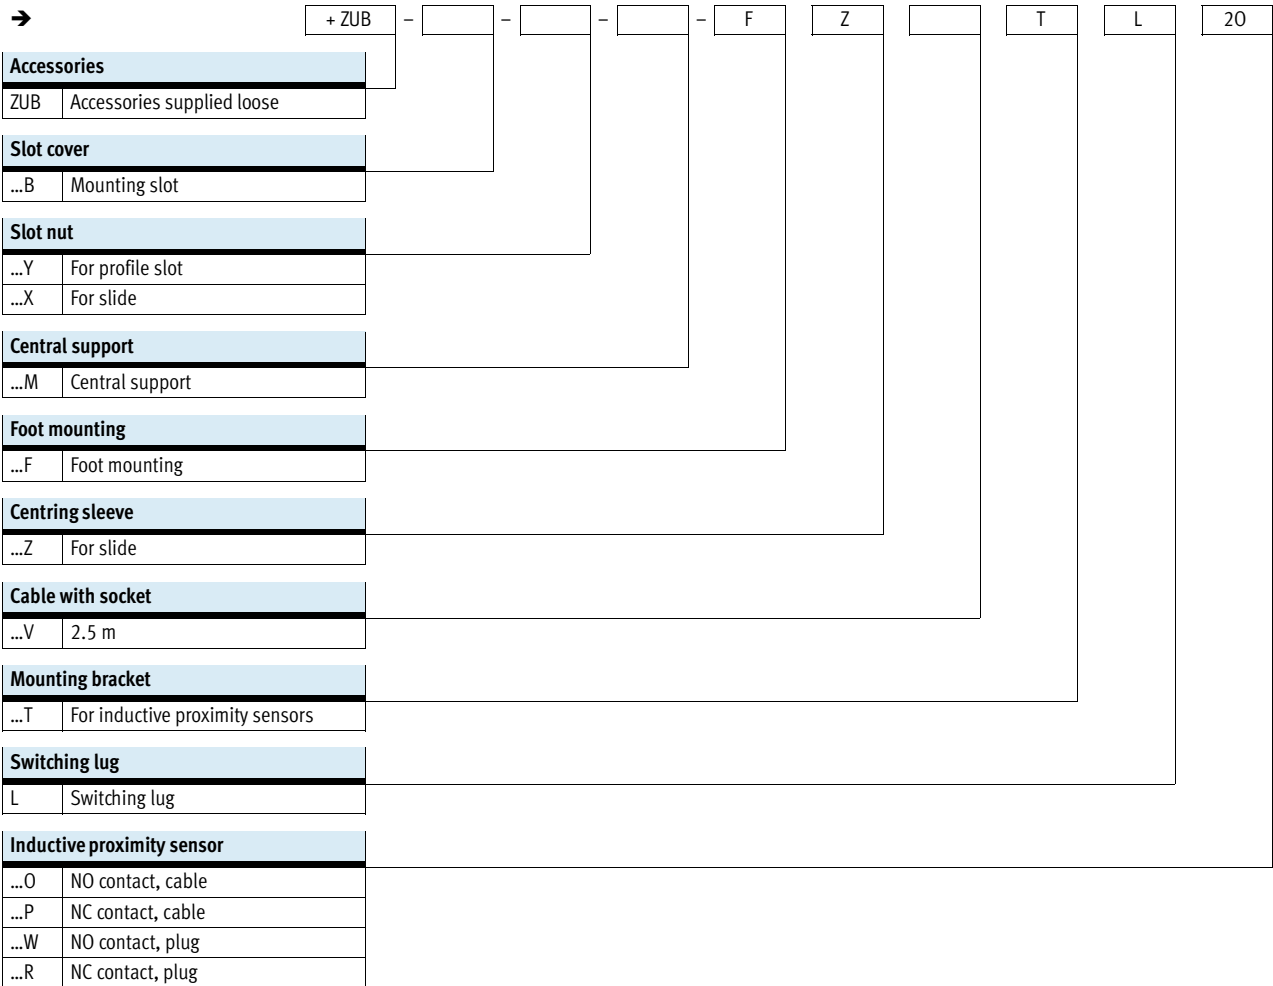 ➔ + ZUB – – – – F Z T L 2O
Accessories
ZUB Accessories supplied loose
Slot cover
...B Mounting slot
Slot nut
...Y For profile slot
...X For slide
Central support
...M Central support
Foot mounting
...F Foot mounting
Centring sleeve
...Z For slide
Cable with socket
...V 2.5 m
Mounting bracket
...T For inductive proximity sensors
Switching lug
L Switching lug
Inductive proximity sensor
...O NO contact, cable
...P NC contact, cable
...W NO contact, plug
...R NC contact, plug